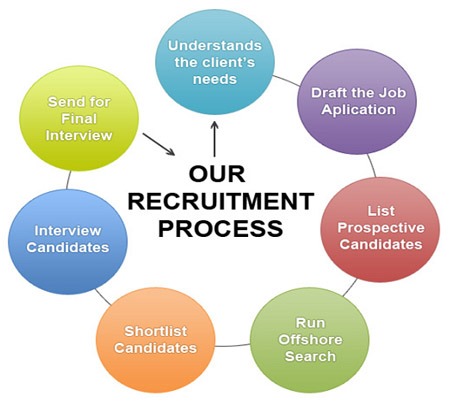 Understands
the client's
needs
Draft the Job
Aplication
List
Prospective
Candidates
Run
Offshore
Search
Shortlist
Candidates
Interview
Candidates
Send for
Final
Interview
OUR
RECRUITMENT
PROCESS